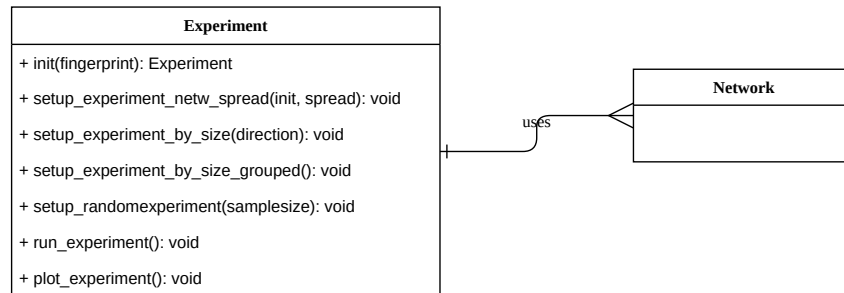 Experiment
+ init(fingerprint): Experiment
+ setup_experiment_netw_spread(init, spread): void
+ setup_experiment_by_size(direction): void
+ setup_experiment_by_size_grouped(): void
+ setup_randomexperiment(samplesize): void
+ run_experiment(): void
+ plot_experiment(): void
uses
Network